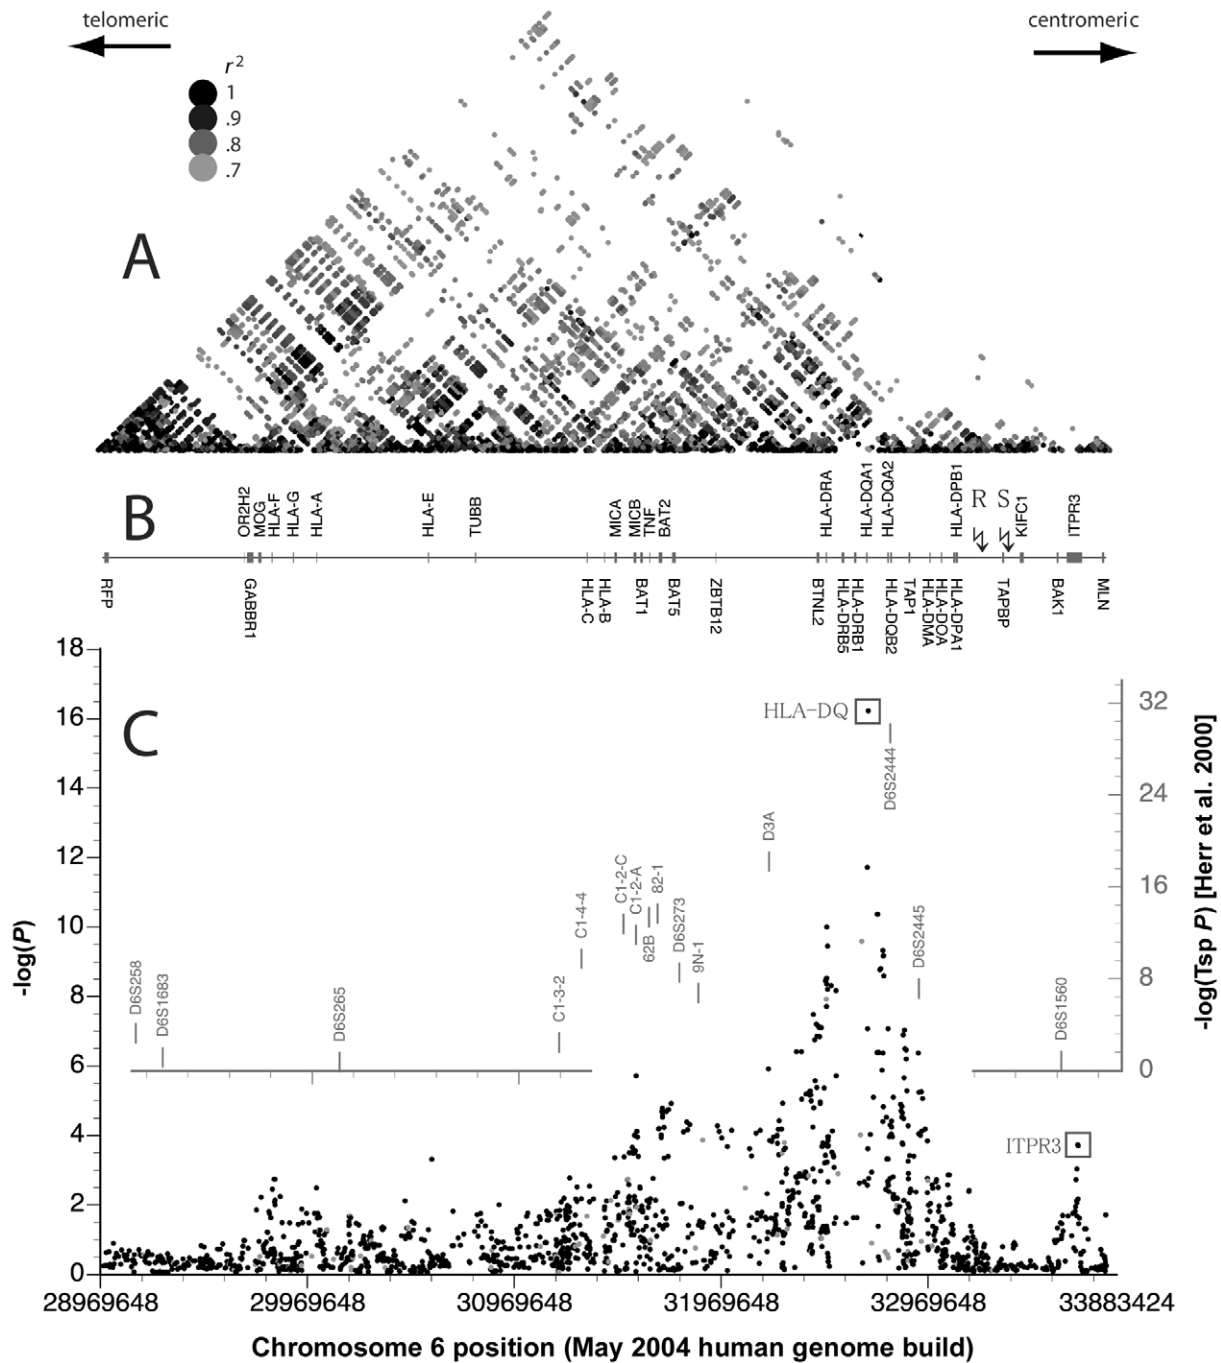 telomeric
centromeric
r²
1
.9
.8
.7
A
B
OR2H2
MOG
HLA-F
HLA-G
HLA-A
HLA-E
TUBB
MICA
MICB
TNF
BAT2
HLA-DRA
HLA-DQA1
HLA-DQA2
HLA-DPB1
R
S
KIFC1
ITPR3
RFP
GABBR1
HLA-C
HLA-B
BAT1
BAT5
ZBTB12
BTNL2
HLA-DRB5
HLA-DRB1
HLA-DQB2
TAP1
HLA-DMA
HLA-DOA
HLA-DPA1
TAPBP
BAK1
MLN
C
18
16
14
12
10
8
6
4
2
0
-log(P)
HLA-DQ
D6S2444
D3A
C1-2-C
C1-2-A
82-1
62B
C1-4-4
D6S273
9N-1
D6S2445
D6S258
D6S1683
D6S265
C1-3-2
D6S1560
ITPR3
32
24
16
8
0
-log(Tsp P) [Herr et al. 2000]
28969648
29969648
30969648
31969648
32969648
33883424
Chromosome 6 position (May 2004 human genome build)